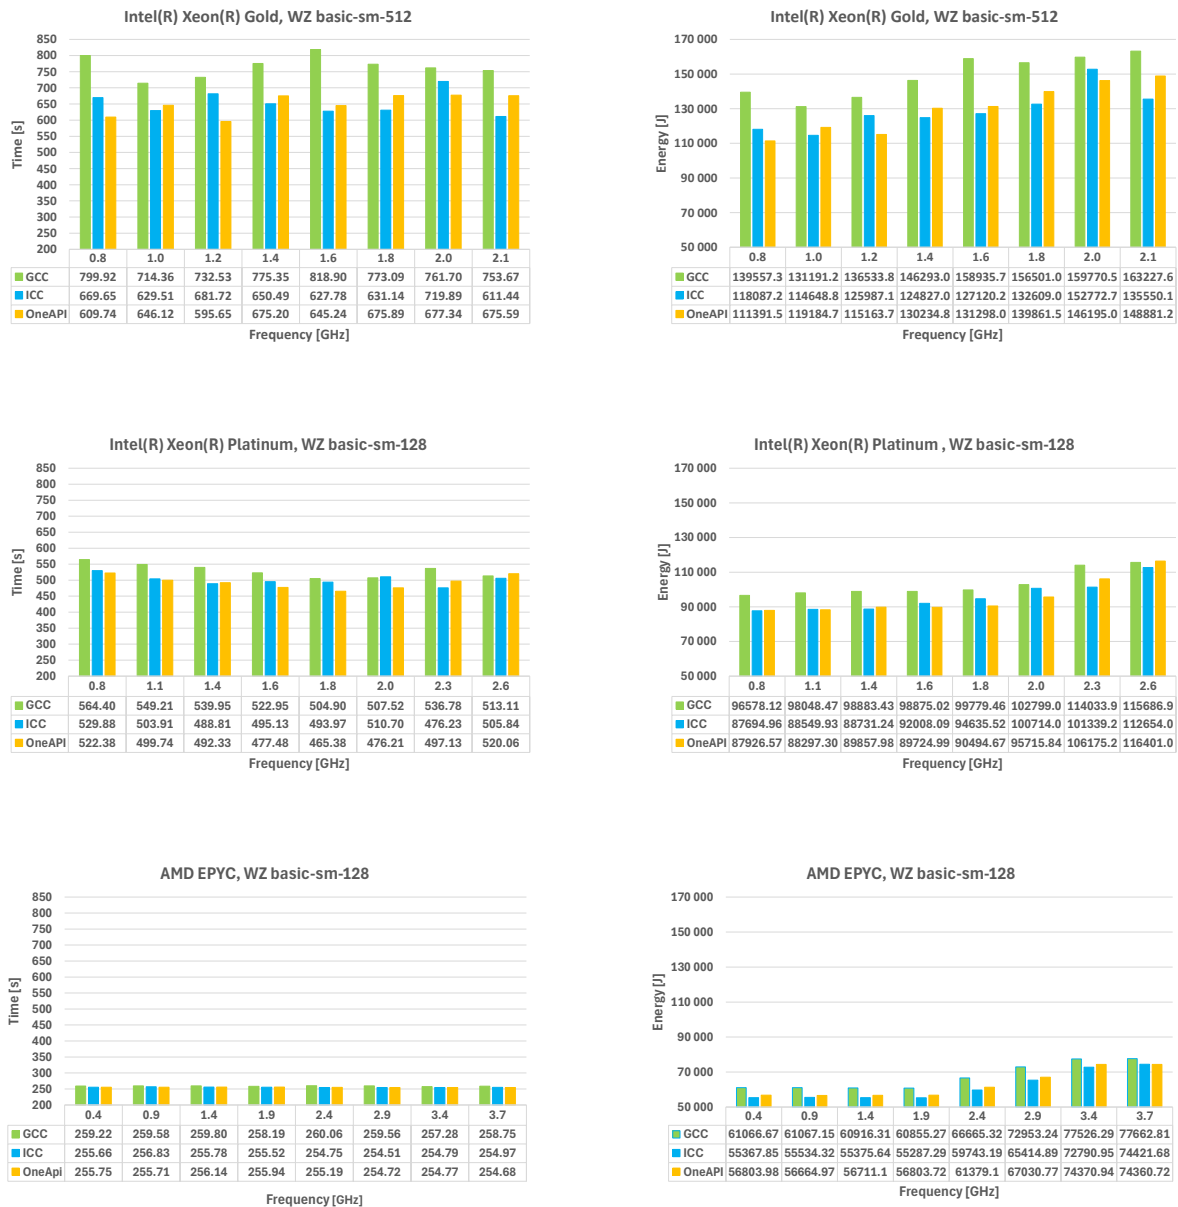 Intel(R) Xeon(R) Gold, WZ basic-sm-512
850
800
750
700
650
600
550
500
450
400
350
300
250
200
Time [s]
0.8 1.0 1.2 1.4 1.6 1.8 2.0 2.1
GCC 799.92 714.36 732.53 775.35 818.90 773.09 761.70 753.67
ICC 669.65 629.51 681.72 650.49 627.78 631.14 719.89 611.44
OneAPI 609.74 646.12 595.65 675.20 645.24 675.89 677.34 675.59
Frequency [GHz]
Intel(R) Xeon(R) Gold, WZ basic-sm-512
170 000
150 000
130 000
110 000
90 000
70 000
50 000
Energy [J]
0.8 1.0 1.2 1.4 1.6 1.8 2.0 2.1
GCC 139557.3 131191.2 136533.8 146293.0 158935.7 156501.0 159770.5 163227.6
ICC 118087.2 114648.8 125987.1 124827.0 127120.2 132609.0 152772.7 135550.1
OneAPI 111391.5 119184.7 115163.7 130234.8 131298.0 139861.5 146195.0 148881.2
Frequency [GHz]
Intel(R) Xeon(R) Platinum, WZ basic-sm-128
850
800
750
700
650
600
550
500
450
400
350
300
250
200
Time [s]
0.8 1.1 1.4 1.6 1.8 2.0 2.3 2.6
GCC 564.40 549.21 539.95 522.95 504.90 507.52 536.78 513.11
ICC 529.88 503.91 488.81 495.13 493.97 510.70 476.23 505.84
OneAPI 522.38 499.74 492.33 477.48 465.38 476.21 497.13 520.06
Frequency [GHz]
Intel(R) Xeon(R) Platinum , WZ basic-sm-128
170 000
150 000
130 000
110 000
90 000
70 000
50 000
Energy [J]
0.8 1.1 1.4 1.6 1.8 2.0 2.3 2.6
GCC 96578.12 98048.47 98883.43 98875.02 99779.46 102799.0 114033.9 115686.9
ICC 87694.96 88549.93 88731.24 92008.09 94635.52 100714.0 101339.2 112654.0
OneAPI 87926.57 88297.30 89857.98 89724.99 90494.67 95715.84 106175.2 116401.0
Frequency [GHz]
AMD EPYC, WZ basic-sm-128
850
800
750
700
650
600
550
500
450
400
350
300
250
200
Time [s]
0.4 0.9 1.4 1.9 2.4 2.9 3.4 3.7
GCC 259.22 259.58 259.80 258.19 260.06 259.56 257.28 258.75
ICC 255.66 256.83 255.78 255.52 254.75 254.51 254.79 254.97
OneApi 255.75 255.71 256.14 255.94 255.19 254.72 254.77 254.68
Frequency [GHz]
AMD EPYC, WZ basic-sm-128
170 000
150 000
130 000
110 000
90 000
70 000
50 000
Energy [J]
0.4 0.9 1.4 1.9 2.4 2.9 3.4 3.7
GCC 61066.67 61067.15 60916.31 60855.27 66665.32 72953.24 77526.29 77662.81
ICC 55367.85 55534.32 55375.64 55287.29 59743.19 65414.89 72790.95 74421.68
OneAPI 56803.98 56664.97 56711.1 56803.72 61379.1 67030.77 74370.94 74360.72
Frequency [GHz]